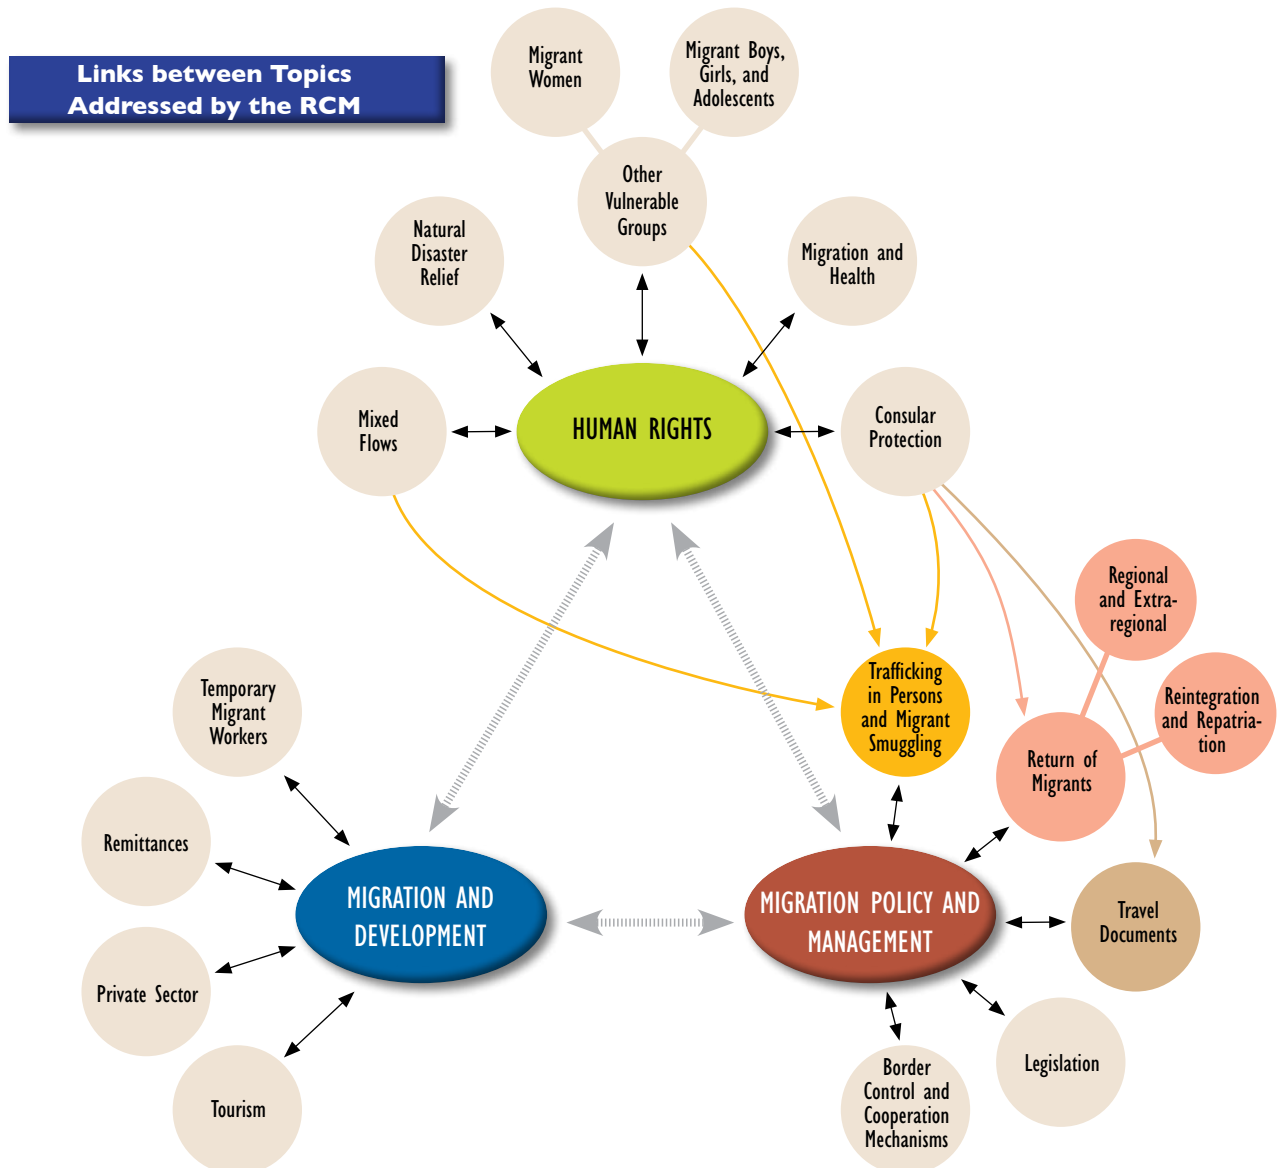 Links between Topics
Addressed by the RCM
Migrant
Women
Migrant Boys,
Girls, and
Adolescents
Other
Vulnerable
Groups
Natural
Disaster
Relief
Migration and
Health
Mixed
Flows
HUMAN RIGHTS
Consular
Protection
Regional
and Extra-
regional
Trafficking
in Persons
and Migrant
Smuggling
Reintegration
and Repatria-
tion
Return of
Migrants
Temporary
Migrant
Workers
Remittances
MIGRATION AND
DEVELOPMENT
MIGRATION POLICY AND
MANAGEMENT
Travel
Documents
Private Sector
Tourism
Legislation
Border
Control and
Cooperation
Mechanisms